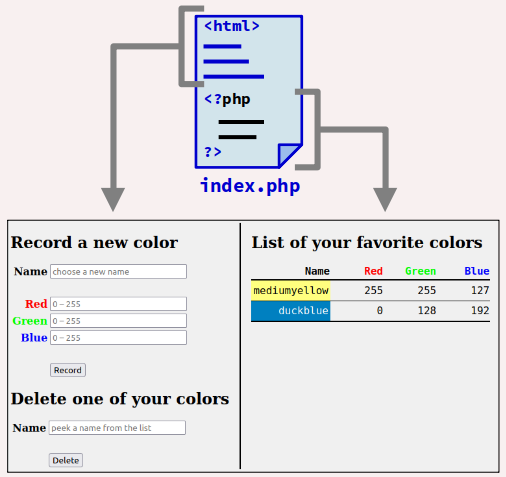 <html>
<?php
?>
index.php
Record a new color
Name choose a new name
Red 0 – 255
Green 0 – 255
Blue 0 – 255
Record
Delete one of your colors
Name peek a name from the list
Delete
List of your favorite colors
Name Red Green Blue
mediumyellow 255 255 127
duckblue 0 128 192